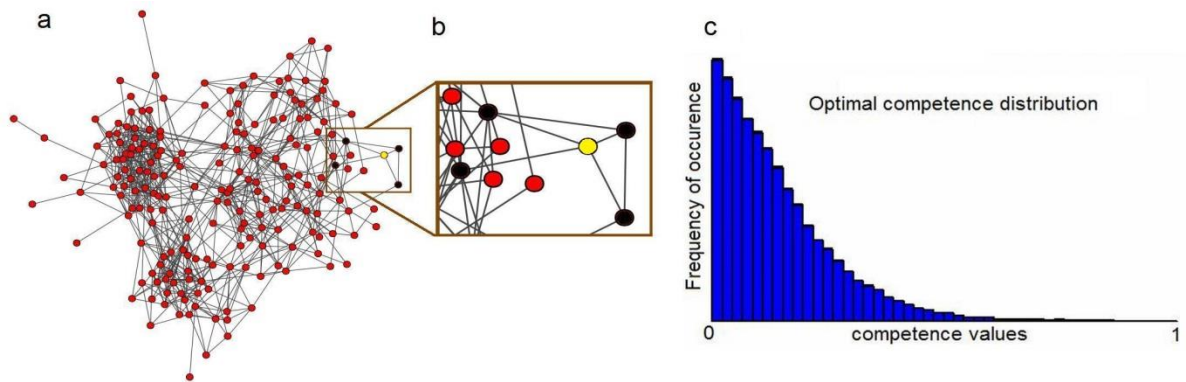 a
b
c
Optimal competence distribution
Frequency of occurence
0
competence values
1